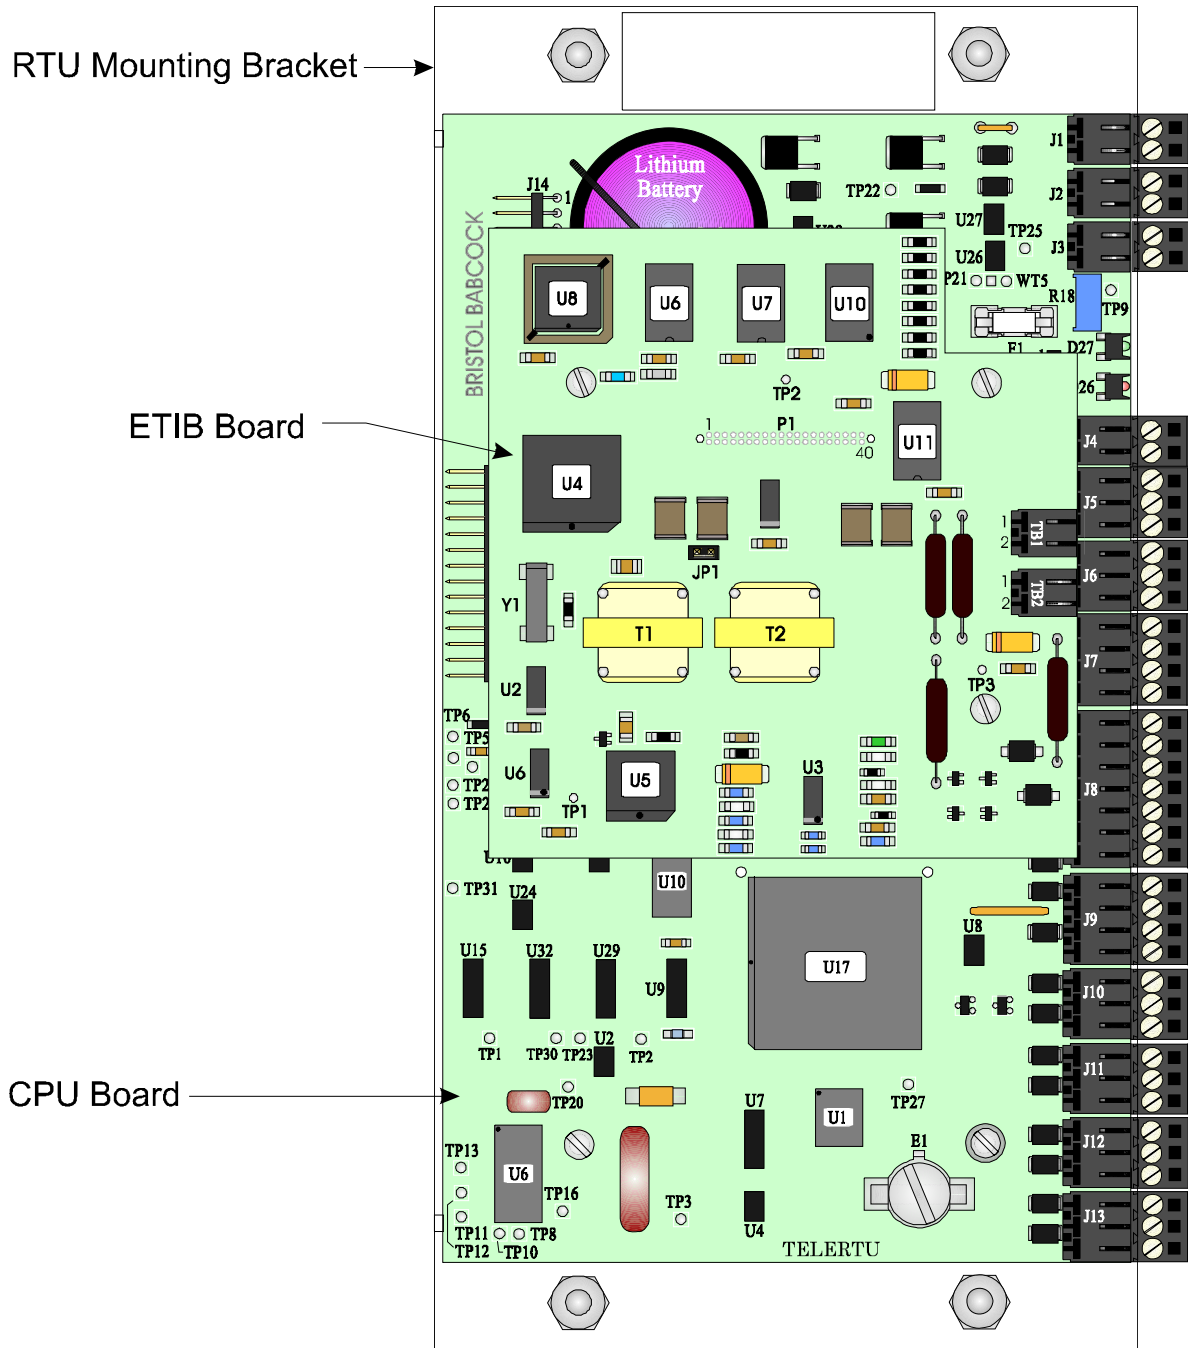 RTU Mounting Bracket
J1
Lithium
Battery
J14
1
TP22
J2
U27
TP25
J3
U26
BRISTOL BABCOCK
P21
WT5
R18
TP9
U8
U6
U7
U10
F1
D27
TP2
26
ETIB Board
1
P1
40
U11
J4
U4
J5
1
2
TB1
JP1
J6
1
2
TB2
Y1
T1
T2
J7
U2
TP3
TP6
TP5
U6
U5
U3
TP2
TP2
TP1
J8
U10
TP31
U24
J9
U8
U15
U32
U29
U9
U17
J10
TP1
TP30
TP23
U2
TP2
J11
CPU Board
TP20
TP27
U7
U1
E1
J12
TP13
U6
TP16
TP3
J13
TP11
TP8
U4
TP12
TP10
TELERTU